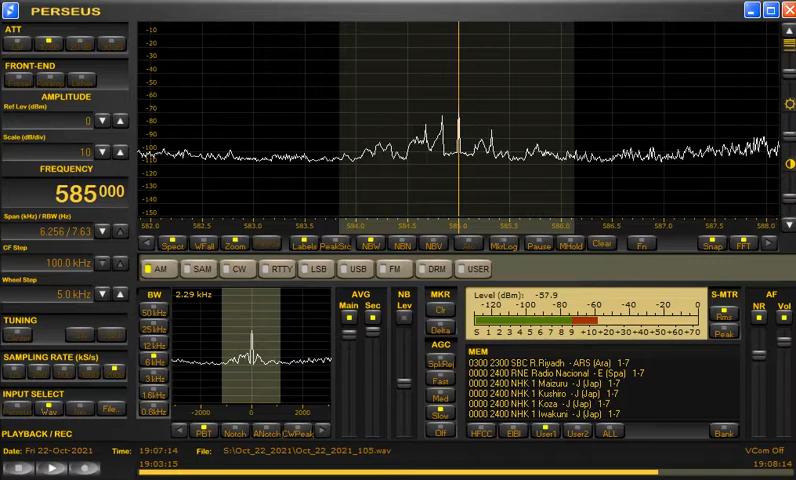 PERSEUS
ATT
FRONT-END
AMPLITUDE
Ref Lev (dBm)
0
Scale (dB/div)
10
FREQUENCY
585000
Span (kHz) / RBW (Hz)
6.256 / 7.63
CF Step
100.0 kHz
Wheel Step
5.0 kHz
TUNING
SAMPLING RATE (kS/s)
INPUT SELECT
Wav
File..
PLAYBACK / REC
-10
-20
-30
-40
-50
-60
-70
-80
-90
-100
-110
-120
-130
-140
-150
582.0 582.5 583.0 583.5 584.0 584.5 585.0 585.5 586.0 586.5 587.0 587.5 588.0
Spect WFall Zoom Labels PeakSrc NBW NBN NBV MkrLog Pause MHold Clear Fn Snap FFT
AM SAM CW RTTY LSB USB FM DRM USER
BW
50kHz
25 kHz
12kHz
6 kHz
3kHz
1.6kHz
0.8kHz
2.29 kHz
-2000 0 2000
PBT Notch ANotch CWPeak
AVG
Main Sec
NB
Lev
MKR
Clr
Delta
AGC
Fast
Med
Slow
Off
Level (dBm): -57.9
-120 -100 -80 -60 -40 -20 0
S 1 2 3 4 5 6 7 8 9 +10 +20 +30 +40 +50 +60 +70
S-MTR
Rms
Peak
AF
NR Vol
MEM
0300 2300 SBC R.Riyadh - ARS (Ara) 1-7
0000 2400 RNE Radio Nacional - E (Spa) 1-7
0000 2400 NHK 1 Maizuru - J (Jap) 1-7
0000 2400 NHK 1 Kushiro - J (Jap) 1-7
0000 2400 NHK 1 Koza - J (Jap) 1-7
0000 2400 NHK 1 Iwakuni - J (Jap) 1-7
HFCC EIBI User1 User2 ALL Bank
Date: Fri 22-Oct-2021 Time: 19:07:14 File: S:\Oct_22_2021\Oct_22_2021_105.wav VCom Off
19:03:15 19:08:14